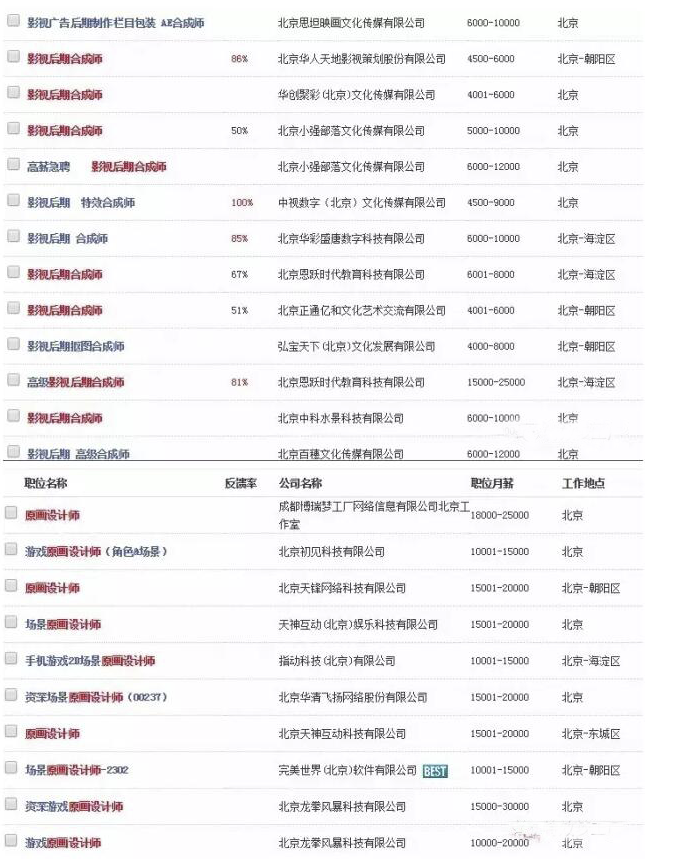 影视广告后期制作栏目包装 AE合成师 北京思坦映画文化传媒有限公司 6000-10000 北京
影视后期合成师 86% 北京华人天地影视策划股份有限公司 4500-6000 北京-朝阳区
影视后期合成师 华创聚彩(北京)文化传媒有限公司 4001-6000 北京
影视后期合成师 50% 北京小强部落文化传媒有限公司 5000-10000 北京
高薪急聘 影视后期合成师 北京小强部落文化传媒有限公司 6000-12000 北京
影视后期 特效合成师 100% 中视数字（北京）文化传媒有限公司 4500-9000 北京
影视后期 合成师 85% 北京华彩盛唐数字科技有限公司 6000-10000 北京-海淀区
影视后期合成师 67% 北京恩跃时代教育科技有限公司 6001-8000 北京-海淀区
影视后期合成师 51% 北京正通亿和文化艺术交流有限公司 4001-6000 北京-朝阳区
影视后期抠图合成师 弘宝天下(北京)文化发展有限公司 4000-8000 北京-朝阳区
高级影视后期合成师 81% 北京恩跃时代教育科技有限公司 15000-25000 北京-海淀区
影视后期合成师 北京中科水景科技有限公司 6000-10000 北京
影视后期 高级合成师 北京百穗文化传媒有限公司 6000-12000 北京
职位名称 反馈率 公司名称 职位月薪 工作地点
原画设计师 成都博瑞梦工厂网络信息有限公司北京工作室 18000-25000 北京
游戏原画设计师（角色&场景） 北京初见科技有限公司 10001-15000 北京
原画设计师 北京天锋网络科技有限公司 15001-20000 北京-朝阳区
场景原画设计师 天神互动(北京)娱乐科技有限公司 15001-20000 北京
手机游戏2D场景原画设计师 指动科技(北京)有限公司 10001-15000 北京-海淀区
资深场景原画设计师（00237） 北京华清飞扬网络股份有限公司 15001-20000 北京
原画设计师 北京天神互动科技有限公司 15001-20000 北京-东城区
场景原画设计师-2302 完美世界(北京)软件有限公司 BEST 10001-15000 北京-朝阳区
资深游戏原画设计师 北京龙拳风暴科技有限公司 15000-30000 北京
游戏原画设计师 北京龙拳风暴科技有限公司 10000-20000 北京